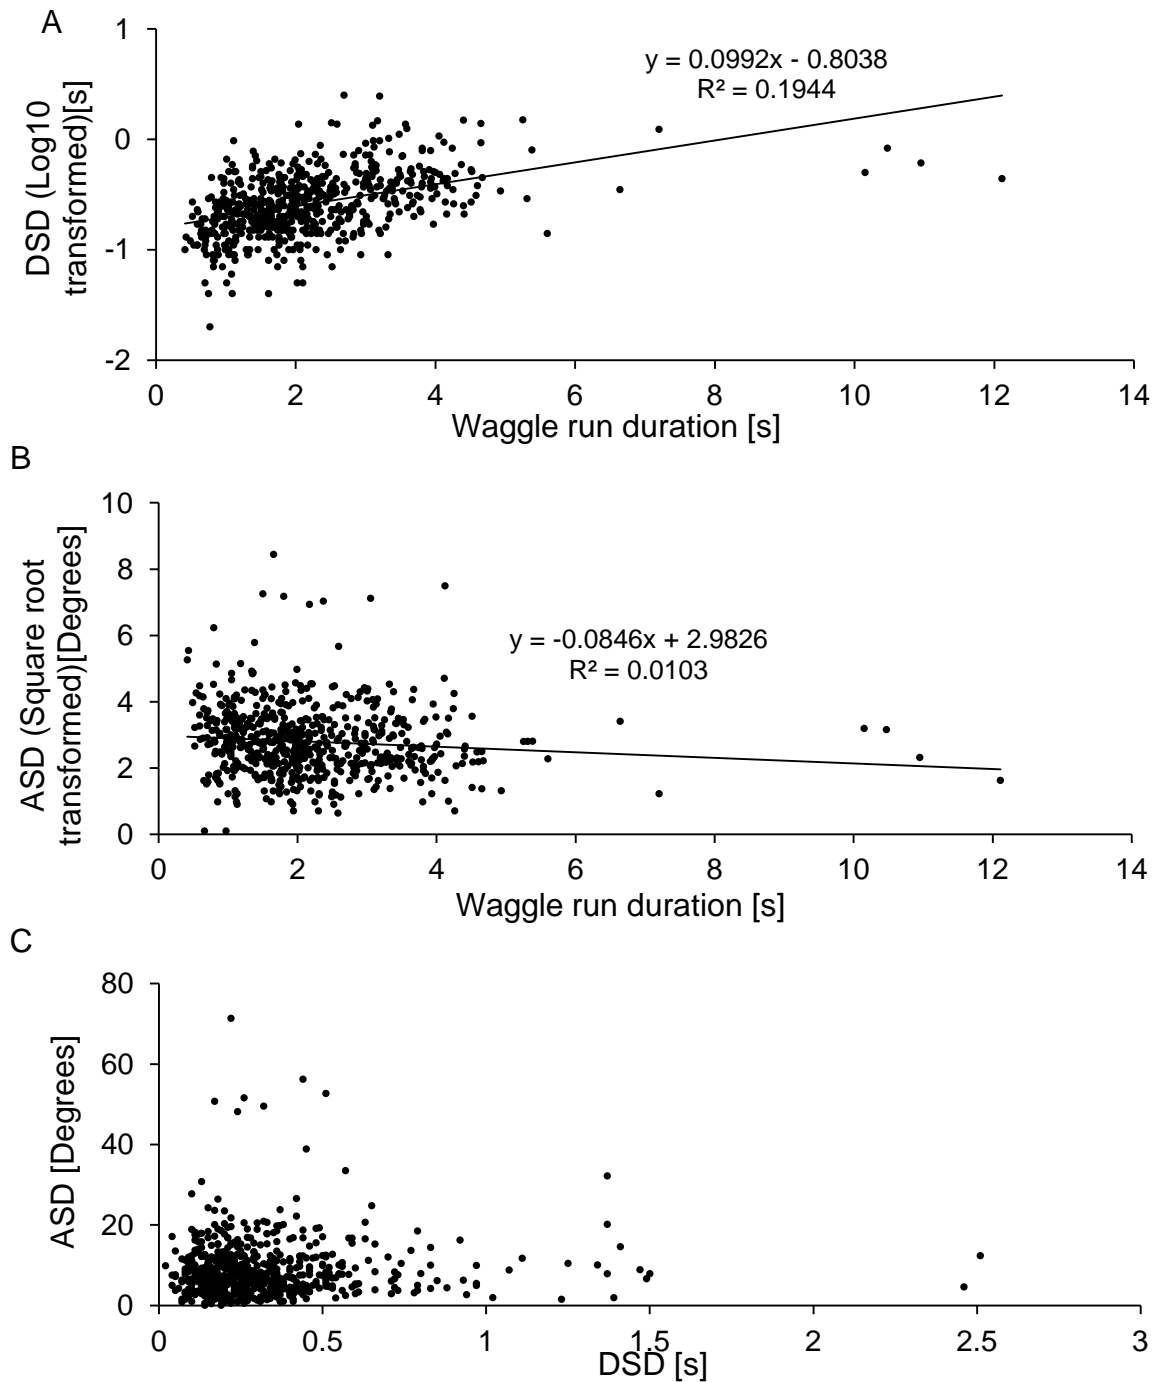 A
1
0
-1
-2
DSD (Log10
transformed)[s]
y = 0.0992x - 0.8038
R² = 0.1944
0 2 4 6 8 10 12 14
Waggle run duration [s]
B
10
8
6
4
2
0
ASD (Square root
transformed)[Degrees]
y = -0.0846x + 2.9826
R² = 0.0103
0 2 4 6 8 10 12 14
Waggle run duration [s]
C
80
60
40
20
0
ASD [Degrees]
0 0.5 1 1.5 2 2.5 3
DSD [s]